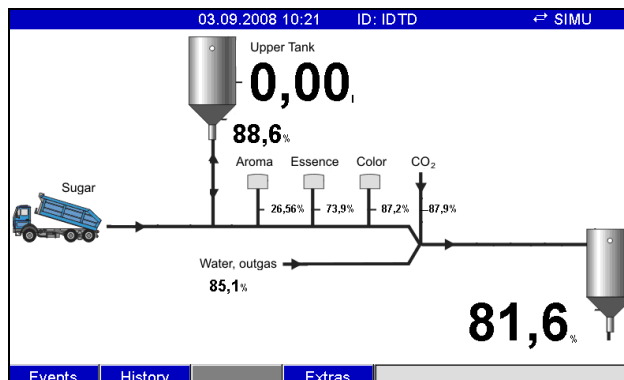 03.09.2008 10:21 ID: IDTD ⇄ SIMU
Upper Tank
0,00 l
88,6%
Aroma Essence Color CO₂
Sugar
26,56% 73,9% 87,2% 87,9%
Water, outgas
85,1%
81,6%
Events History Extras